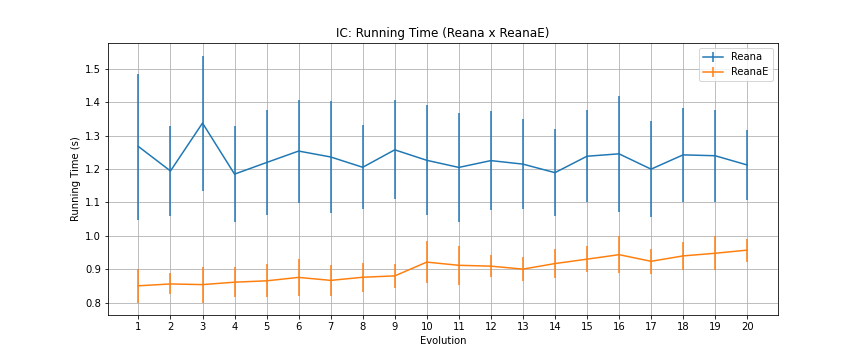 IC: Running Time (Reana x ReanaE)
Reana
ReanaE
Running Time (s)
1.5
1.4
1.3
1.2
1.1
1.0
0.9
0.8
1 2 3 4 5 6 7 8 9 10 11 12 13 14 15 16 17 18 19 20
Evolution